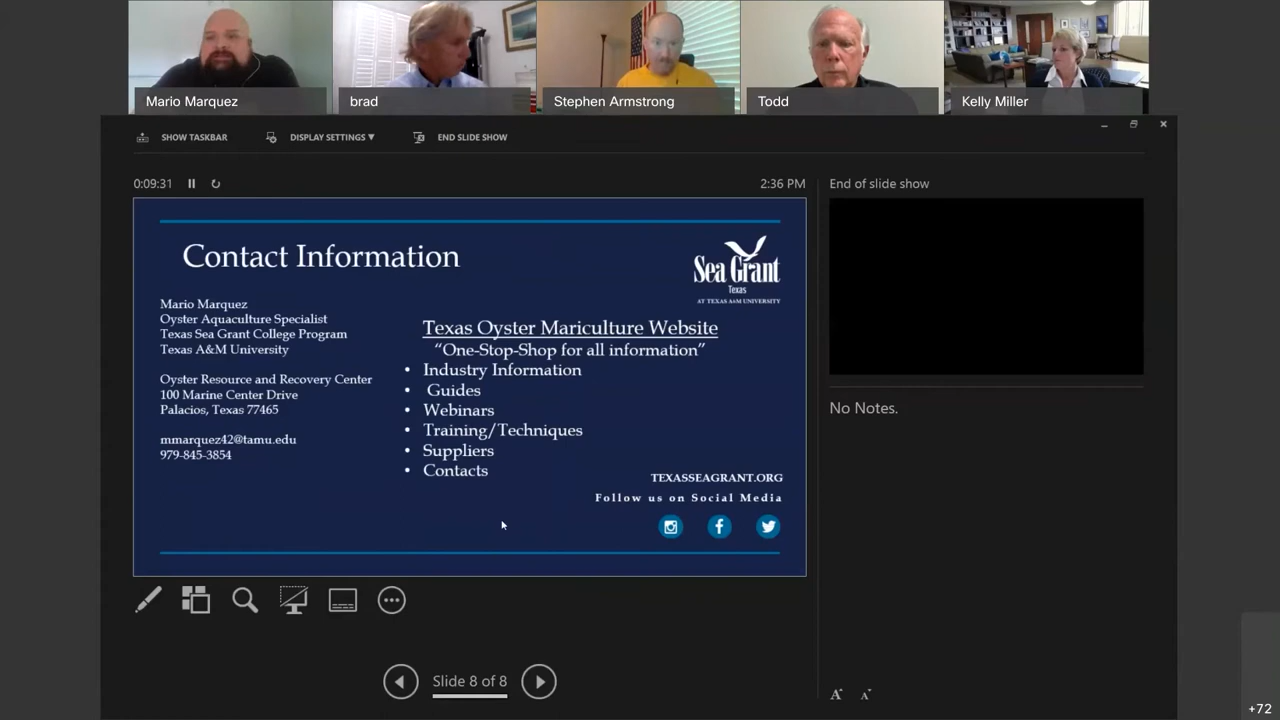 Mario Marquez
brad
Stephen Armstrong
Todd
Kelly Miller
SHOW TASKBAR
DISPLAY SETTINGS ▼
END SLIDE SHOW
0:09:31
2:36 PM
End of slide show
Contact Information
Sea Grant
Texas
AT TEXAS A&M UNIVERSITY
Mario Marquez
Oyster Aquaculture Specialist
Texas Sea Grant College Program
Texas A&M University
Oyster Resource and Recovery Center
100 Marine Center Drive
Palacios, Texas 77465
mmarquez42@tamu.edu
979-845-3854
Texas Oyster Mariculture Website
“One-Stop-Shop for all information”
• Industry Information
• Guides
• Webinars
• Training/Techniques
• Suppliers
• Contacts
TEXASSEAGRANT.ORG
Follow us on Social Media
No Notes.
Slide 8 of 8
A A
+72